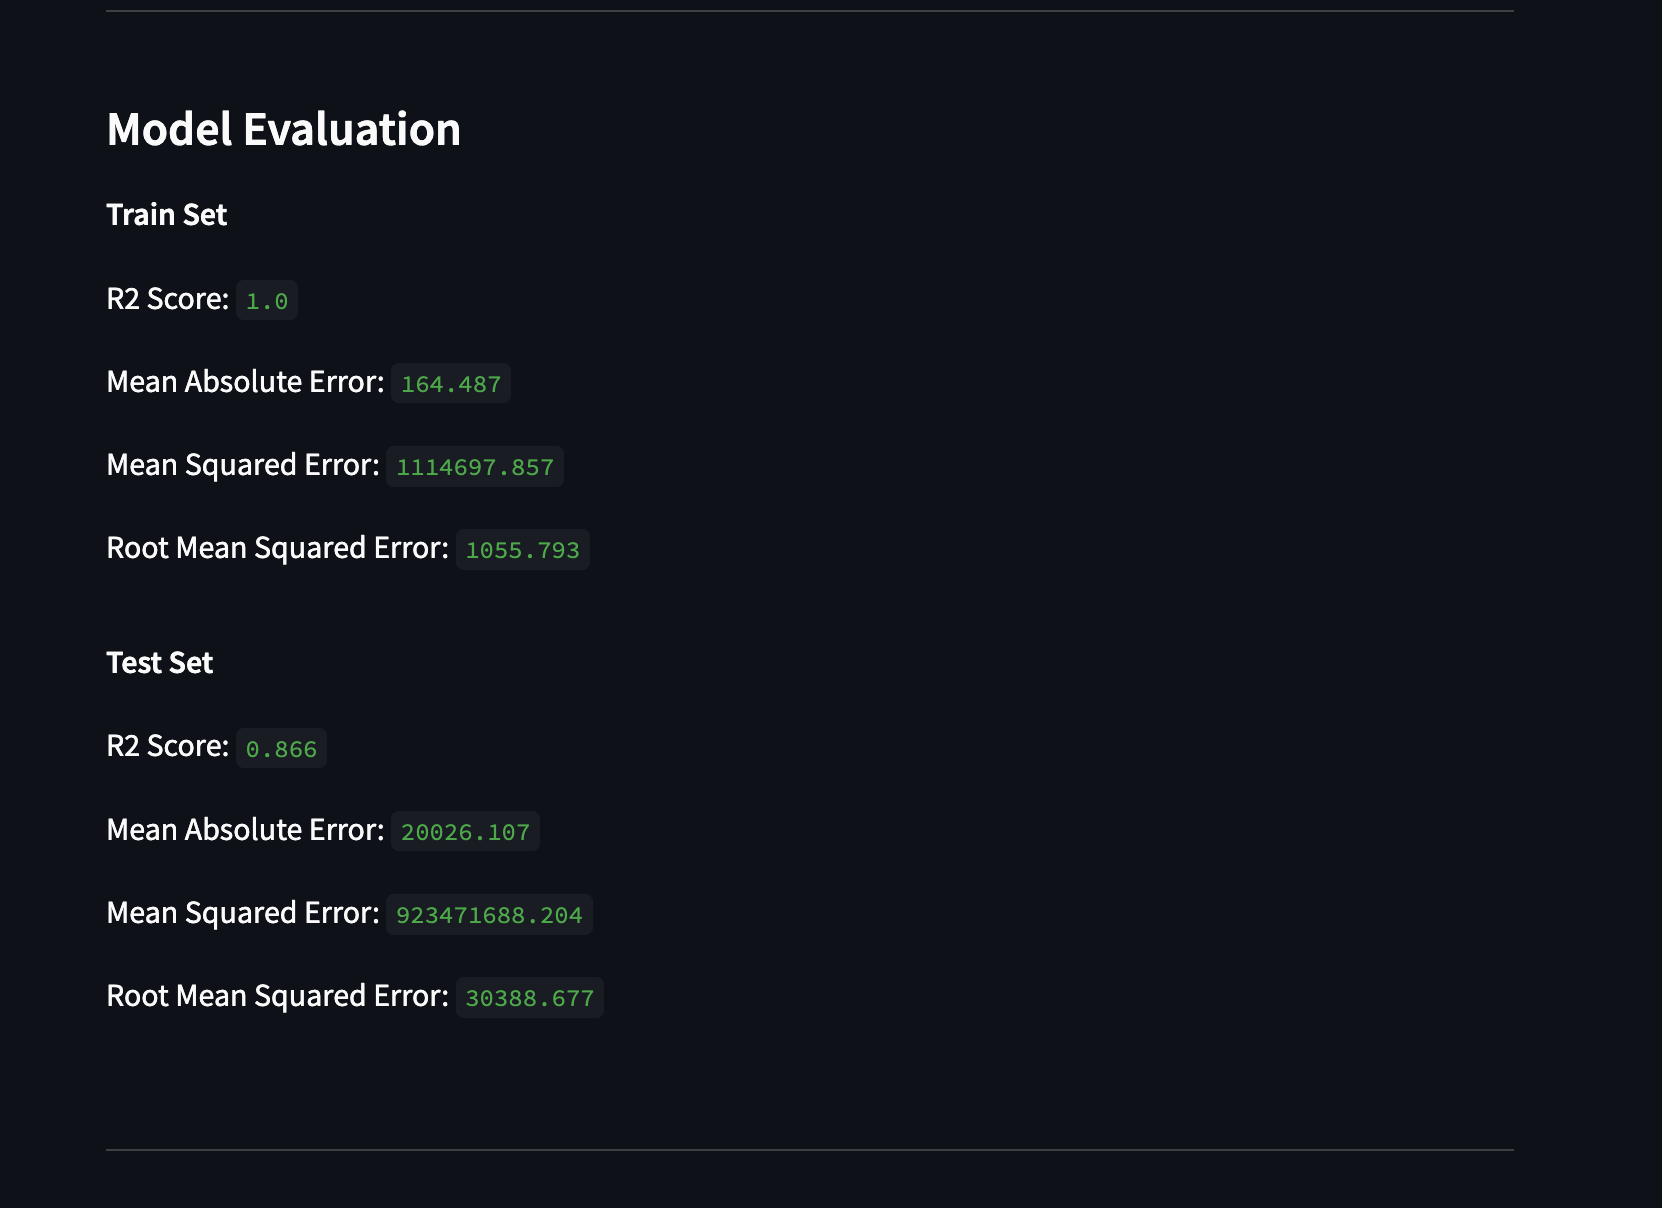 Model Evaluation
Train Set
R2 Score: 1.0
Mean Absolute Error: 164.487
Mean Squared Error: 1114697.857
Root Mean Squared Error: 1055.793
Test Set
R2 Score: 0.866
Mean Absolute Error: 20026.107
Mean Squared Error: 923471688.204
Root Mean Squared Error: 30388.677